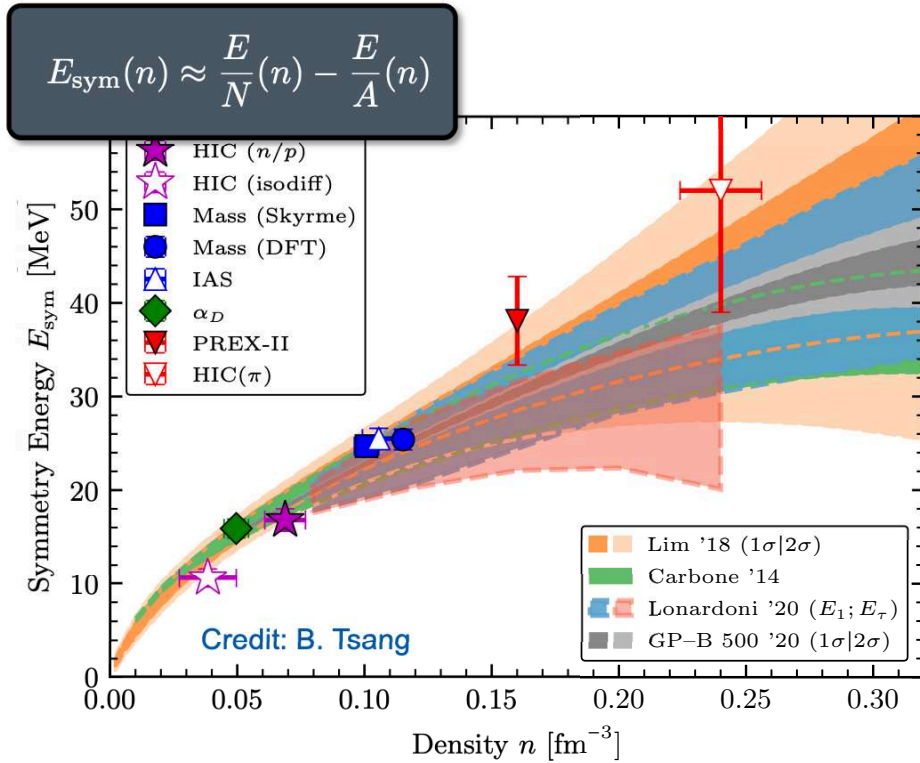 E_sym(n) ≈ E/N (n) − E/A (n)
HIC (n/p)
HIC (isodiff)
Mass (Skyrme)
Mass (DFT)
IAS
α_D
PREX-II
HIC(π)
Symmetry Energy E_sym [MeV]
50
40
30
20
10
0
Lim '18 (1σ|2σ)
Carbone '14
Lonardoni '20 (E_1; E_τ)
GP–B 500 '20 (1σ|2σ)
Credit: B. Tsang
0.00 0.05 0.10 0.15 0.20 0.25 0.30
Density n [fm⁻³]